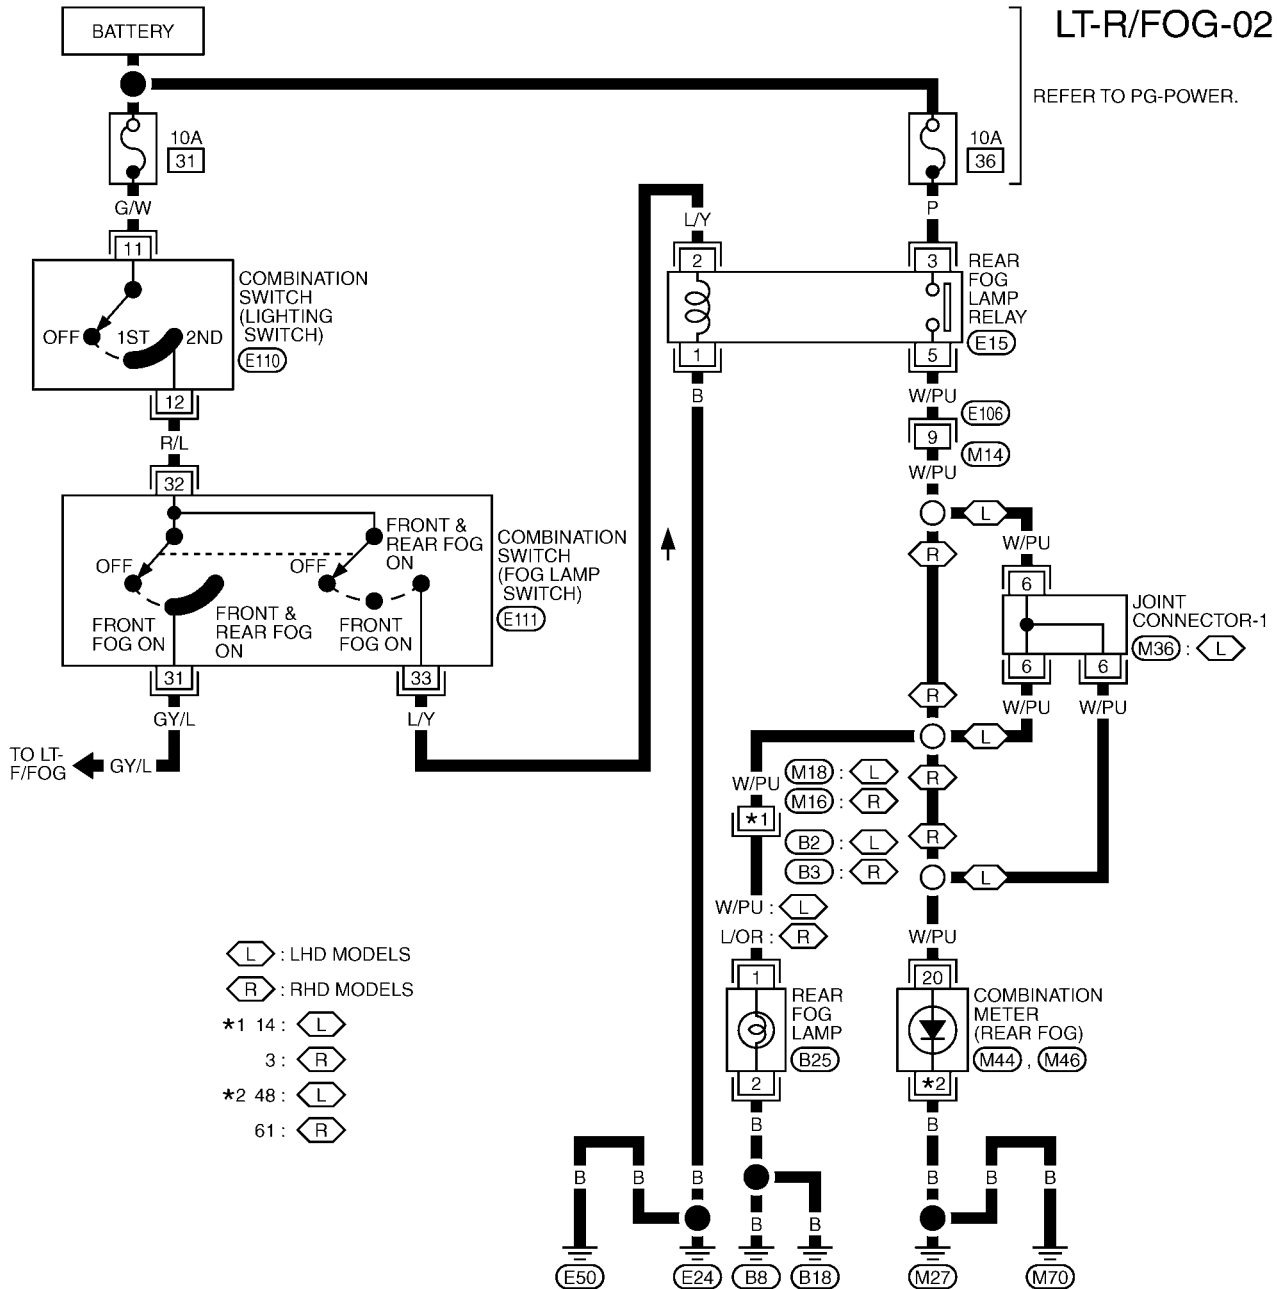 LT-R/FOG-02
BATTERY
REFER TO PG-POWER.
10A
31
10A
36
G/W
L/Y
P
11
2
3
COMBINATION
SWITCH
(LIGHTING
SWITCH)
E110
OFF
1ST
2ND
REAR
FOG
LAMP
RELAY
E15
12
1
5
R/L
B
W/PU
E106
9
M14
W/PU
32
FRONT &
REAR FOG
ON
OFF
OFF
FRONT
FOG ON
FRONT &
REAR FOG
ON
FRONT
FOG ON
COMBINATION
SWITCH
(FOG LAMP
SWITCH)
E111
L
R
W/PU
6
JOINT
CONNECTOR-1
M36 : L
6
6
31
33
R
GY/L
L/Y
W/PU
W/PU
TO LT-
F/FOG
GY/L
L
W/PU
M18 : L
M16 : R
R
*1
B2 : L
B3 : R
R
L
W/PU : L
L/OR : R
W/PU
L : LHD MODELS
R : RHD MODELS
*1 14 : L
3 : R
*2 48 : L
61 : R
1
REAR
FOG
LAMP
B25
2
20
COMBINATION
METER
(REAR FOG)
M44 , M46
*2
B
B
B
B
B
B
B
B
B
B
B
E50
E24
B8
B18
M27
M70